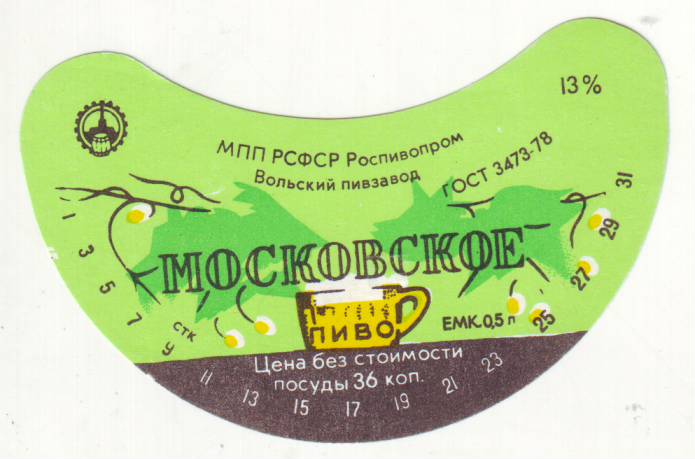 13%
МПП РСФСР Роспивопром
Вольский пивзавод
ГОСТ 3473-78
МОСКОВСКОЕ
ПИВО
ЕМК. 0,5 л
стк
Цена без стоимости
посуды 36 коп.
1 3 5 7 9 11 13 15 17 19 21 23 25 27 29 31